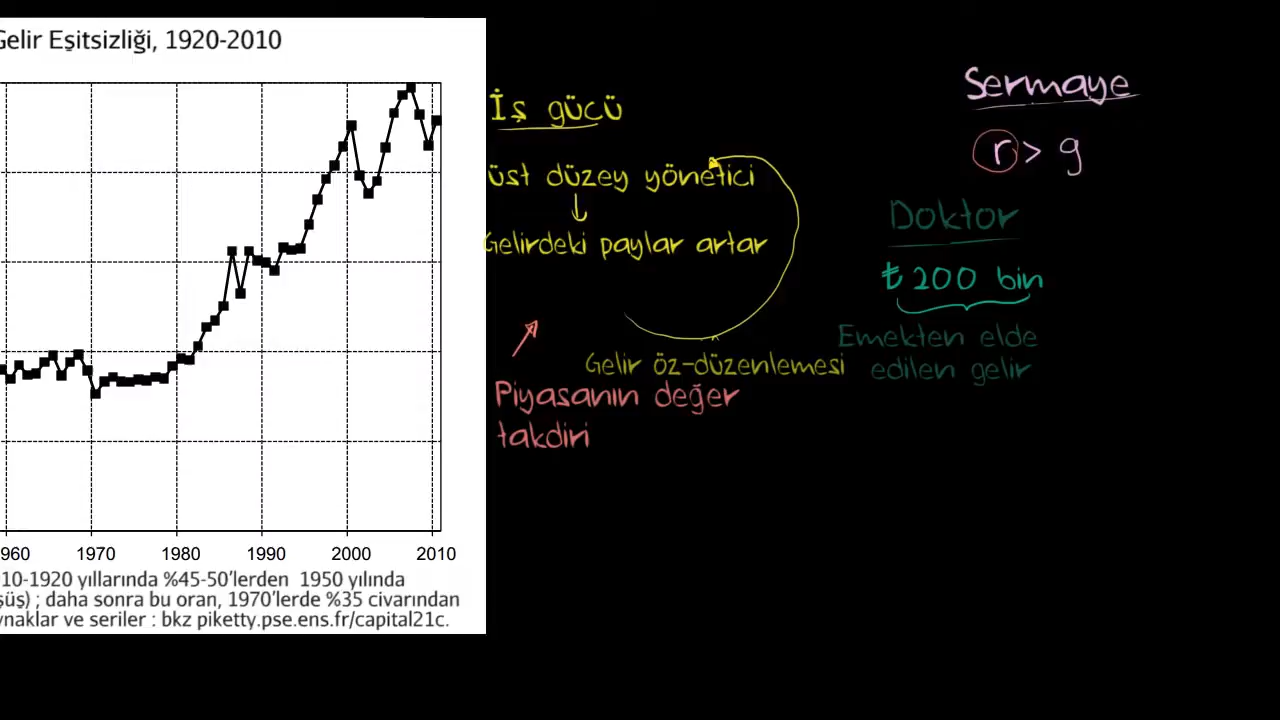 Gelir Eşitsizliği, 1920-2010
960 1970 1980 1990 2000 2010
10-1920 yıllarında %45-50'lerden 1950 yılında
şüş) ; daha sonra bu oran, 1970'lerde %35 civarından
ynaklar ve seriler : bkz piketty.pse.ens.fr/capital21c.
İş gücü
üst düzey yönetici
Gelirdeki paylar artar
Gelir öz-düzenlemesi
Piyasanın değer
takdiri
Sermaye
r > g
Doktor
₺ 200 bin
Emekten elde
edilen gelir